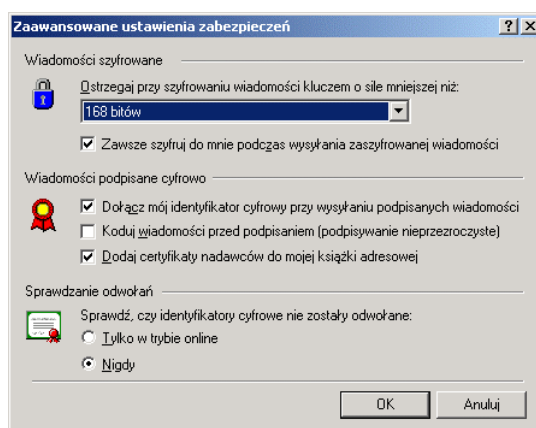 Zaawansowane ustawienia zabezpieczeń
Wiadomości szyfrowane
Ostrzegaj przy szyfrowaniu wiadomości kluczem o sile mniejszej niż:
168 bitów
Zawsze szyfruj do mnie podczas wysyłania zaszyfrowanej wiadomości
Wiadomości podpisane cyfrowo
Dołącz mój identyfikator cyfrowy przy wysyłaniu podpisanych wiadomości
Koduj wiadomości przed podpisaniem (podpisywanie nieprzezroczyste)
Dodaj certyfikaty nadawców do mojej książki adresowej
Sprawdzanie odwołań
Sprawdź, czy identyfikatory cyfrowe nie zostały odwołane:
Tylko w trybie online
Nigdy
OK Anuluj